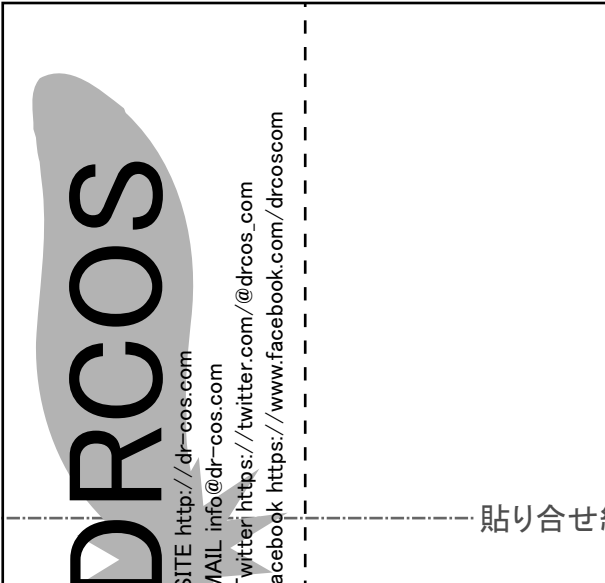 DRCOS
SITE http://dr-cos.com
MAIL info@dr-cos.com
witter https://twitter.com/@drcos_com
acebook https://www.facebook.com/drcoscom
貼り合せ